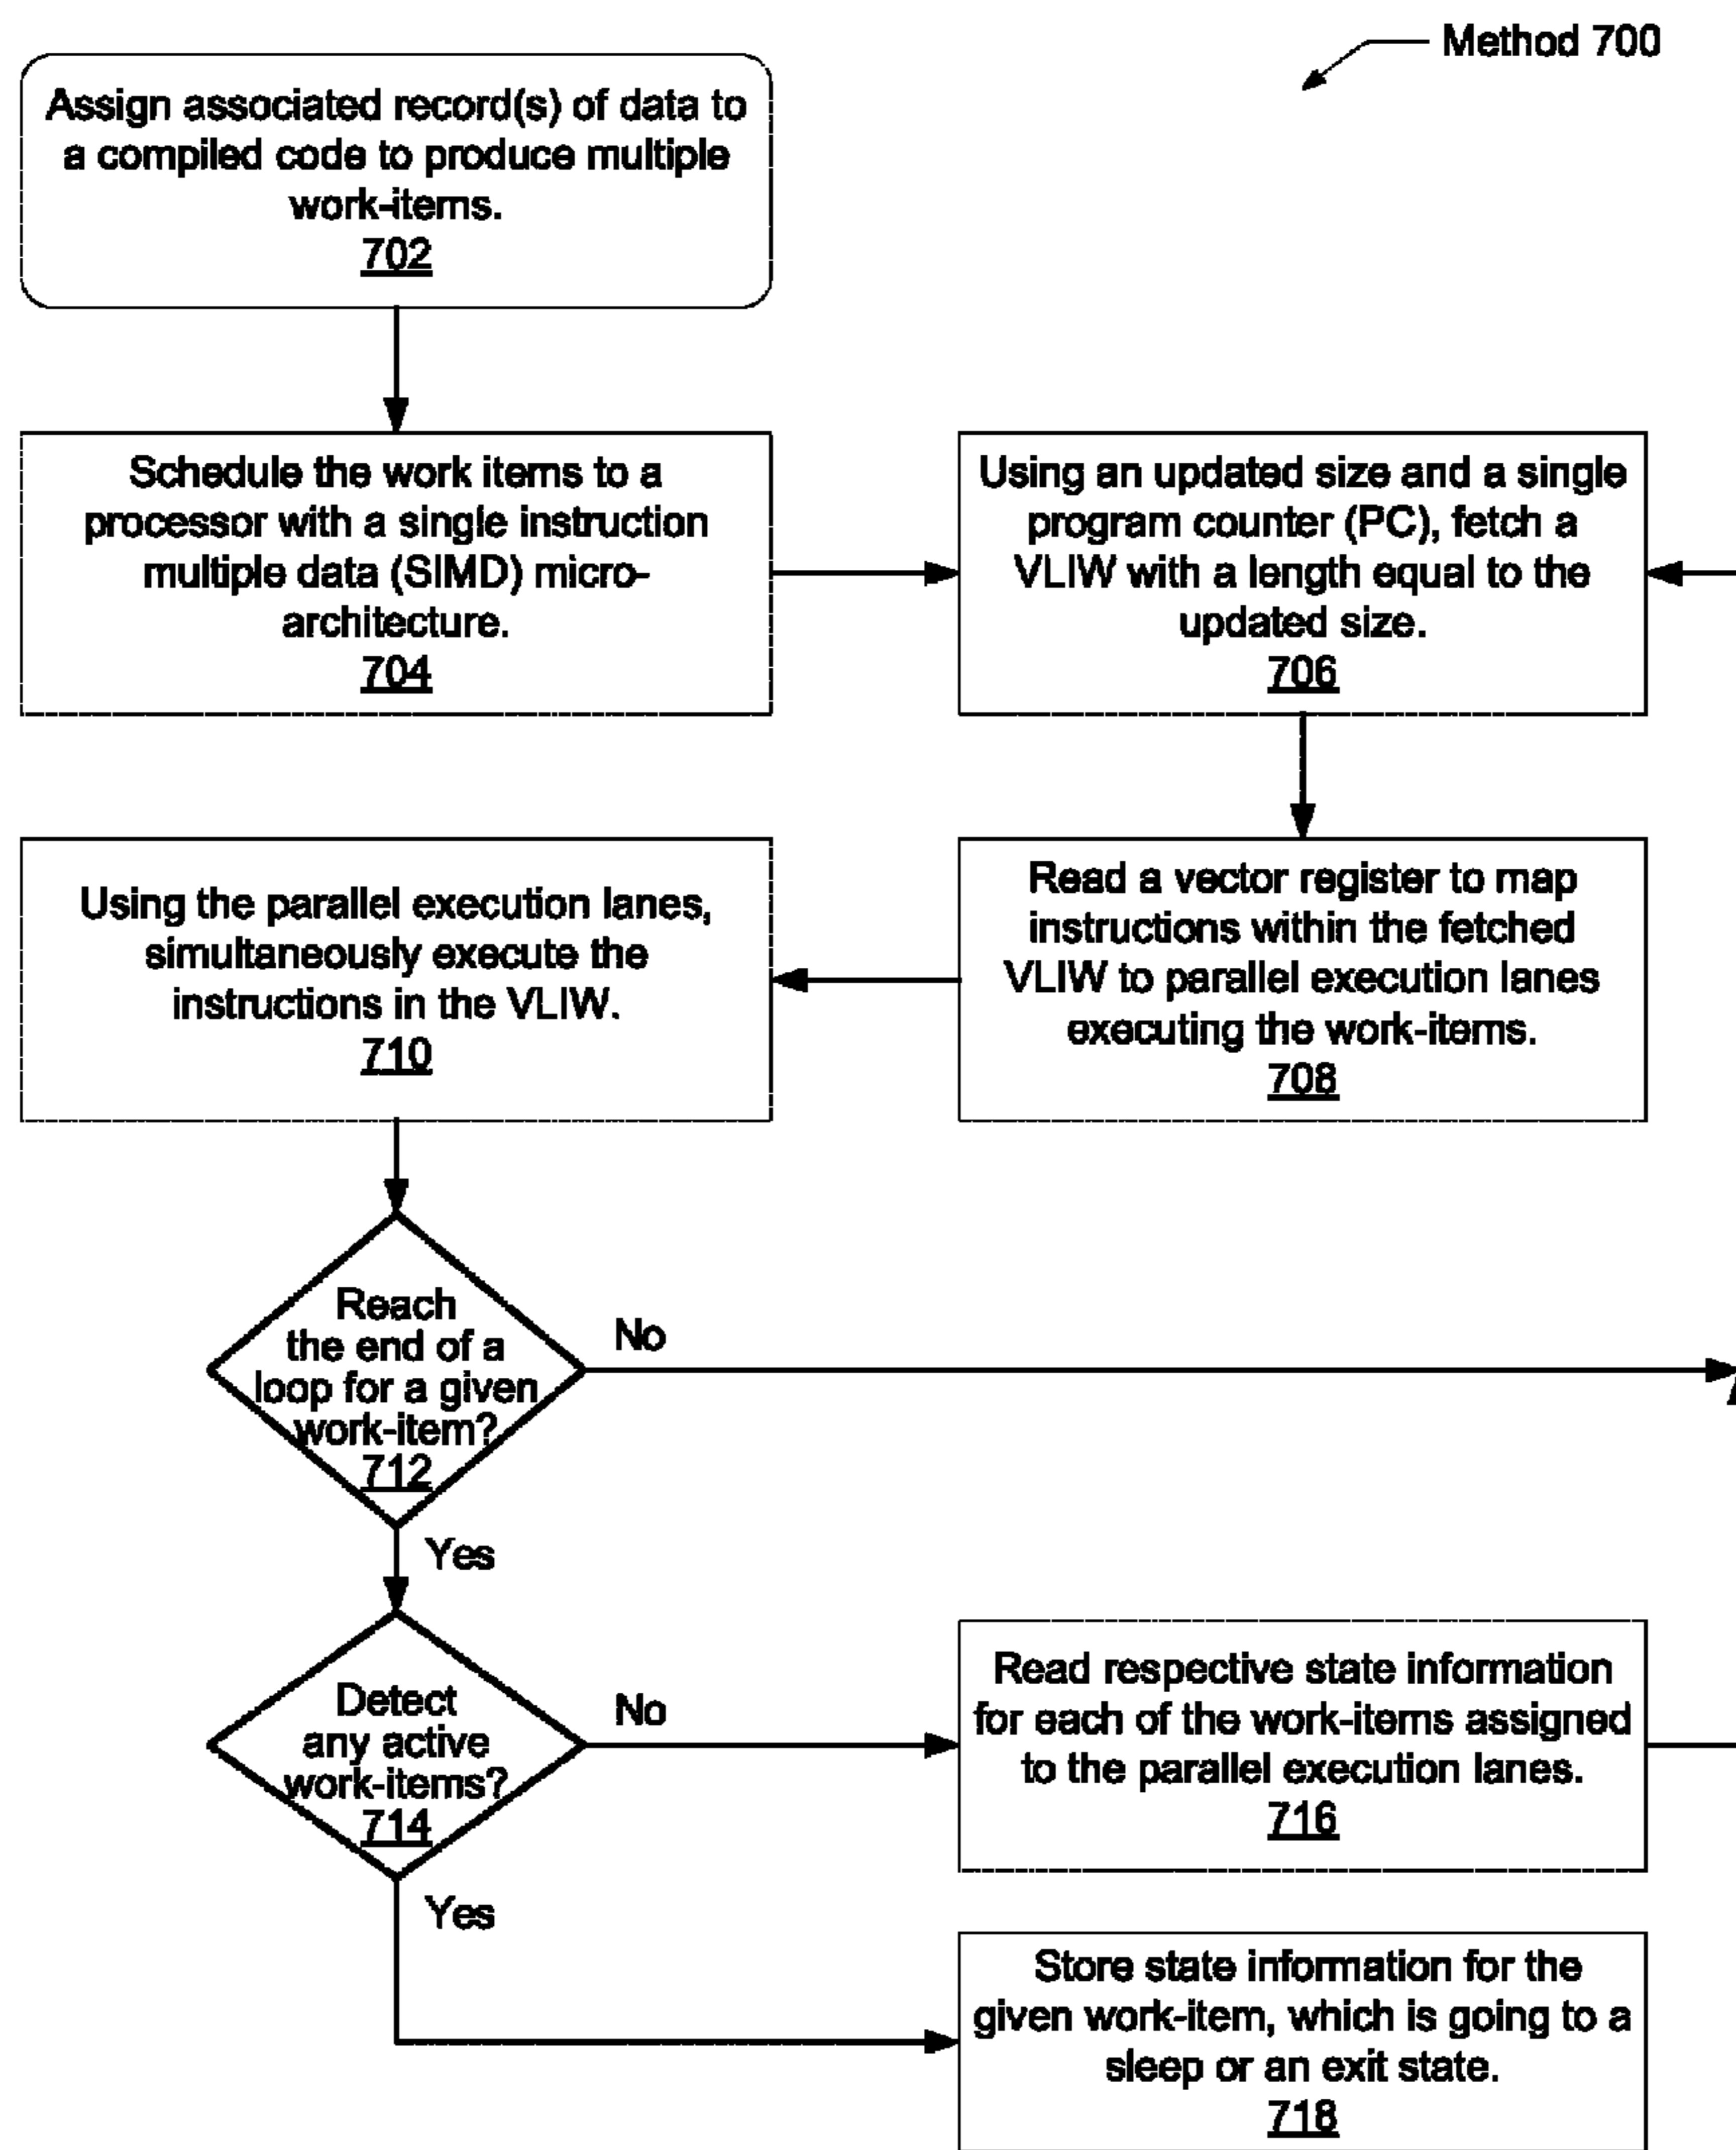 Method 700
Assign associated record(s) of data to
a compiled code to produce multiple
work-items.
702
Schedule the work items to a
processor with a single instruction
multiple data (SIMD) micro-
architecture.
704
Using an updated size and a single
program counter (PC), fetch a
VLIW with a length equal to the
updated size.
706
Read a vector register to map
instructions within the fetched
VLIW to parallel execution lanes
executing the work-items.
708
Using the parallel execution lanes,
simultaneously execute the
instructions in the VLIW.
710
Reach
the end of a
loop for a given
work-item?
712
No
Yes
Detect
any active
work-items?
714
No
Yes
Read respective state information
for each of the work-items assigned
to the parallel execution lanes.
716
Store state information for the
given work-item, which is going to a
sleep or an exit state.
718